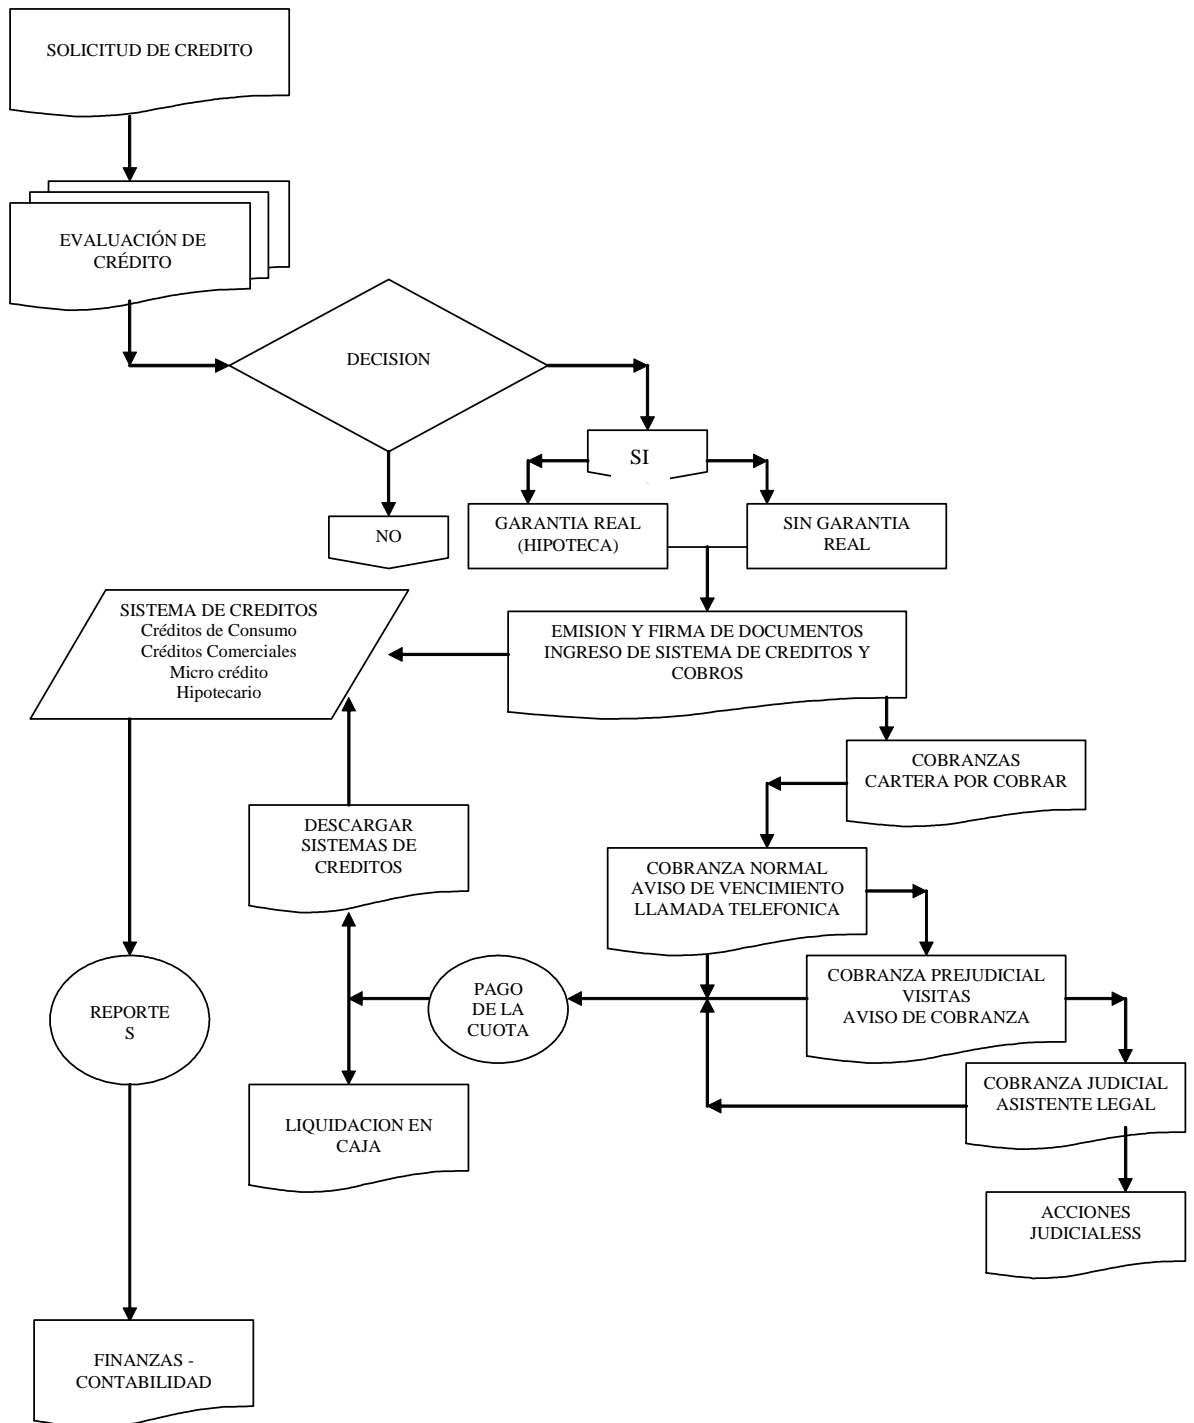 SOLICITUD DE CREDITO
EVALUACIÓN DE
CRÉDITO
DECISION
SI
NO
GARANTIA REAL
(HIPOTECA)
SIN GARANTIA
REAL
SISTEMA DE CREDITOS
Créditos de Consumo
Créditos Comerciales
Micro crédito
Hipotecario
EMISION Y FIRMA DE DOCUMENTOS
INGRESO DE SISTEMA DE CREDITOS Y
COBROS
COBRANZAS
CARTERA POR COBRAR
DESCARGAR
SISTEMAS DE
CREDITOS
COBRANZA NORMAL
AVISO DE VENCIMIENTO
LLAMADA TELEFONICA
REPORTE
S
PAGO
DE LA
CUOTA
COBRANZA PREJUDICIAL
VISITAS
AVISO DE COBRANZA
LIQUIDACION EN
CAJA
COBRANZA JUDICIAL
ASISTENTE LEGAL
ACCIONES
JUDICIALESS
FINANZAS -
CONTABILIDAD